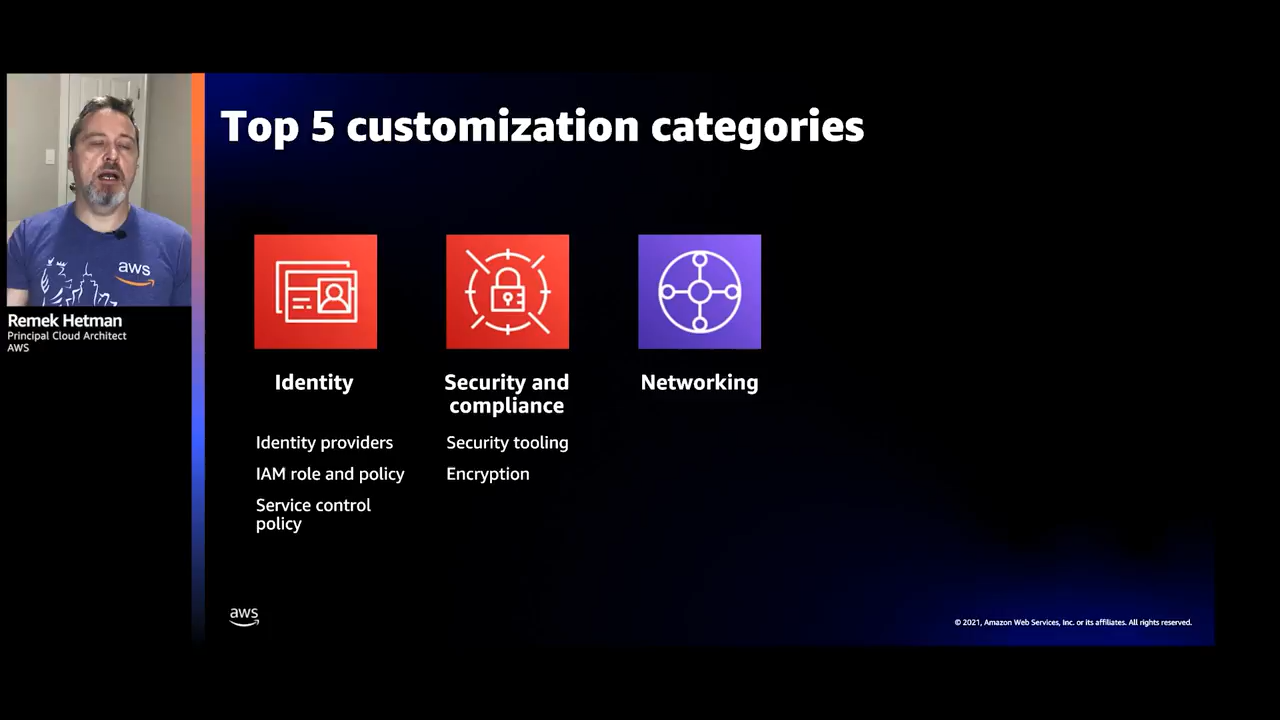 Top 5 customization categories
aws
Remek Hetman
Principal Cloud Architect
AWS
Identity
Identity providers
IAM role and policy
Service control
policy
Security and
compliance
Security tooling
Encryption
Networking
aws
© 2021, Amazon Web Services, Inc. or its affiliates. All rights reserved.